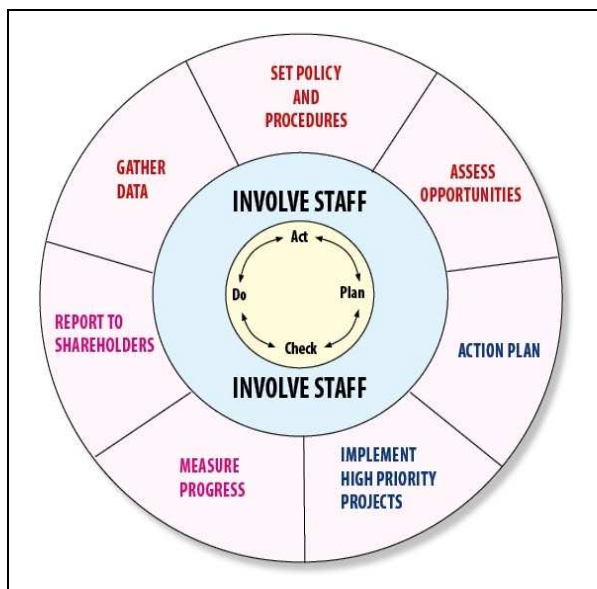 SET POLICY
AND
PROCEDURES
ASSESS
OPPORTUNITIES
ACTION PLAN
IMPLEMENT
HIGH PRIORITY
PROJECTS
MEASURE
PROGRESS
REPORT TO
SHAREHOLDERS
GATHER
DATA
INVOLVE STAFF
Act
Plan
Check
Do
INVOLVE STAFF